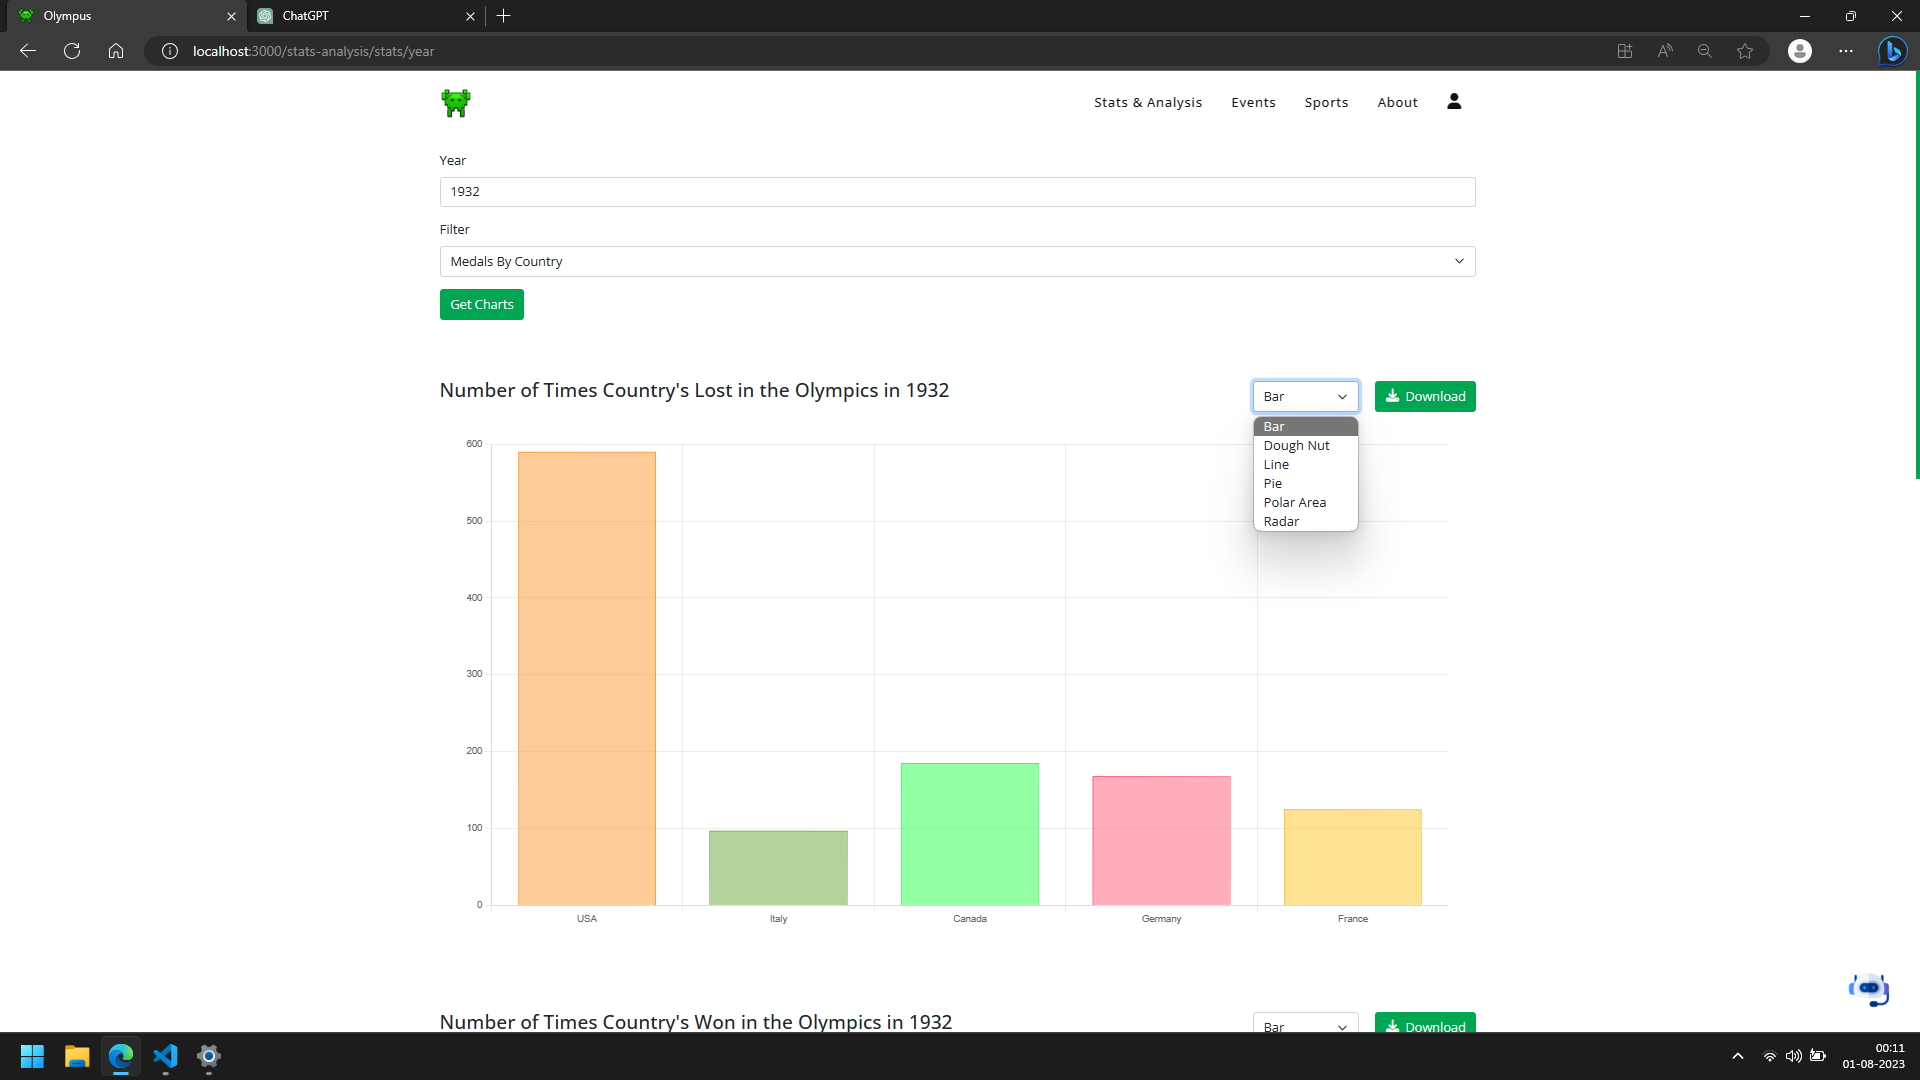 Olympus
ChatGPT
localhost:3000/stats-analysis/stats/year
Stats & Analysis Events Sports About
Year
1932
Filter
Medals By Country
Get Charts
Number of Times Country's Lost in the Olympics in 1932
Bar
Download
Bar
Dough Nut
Line
Pie
Polar Area
Radar
600
500
400
300
200
100
0
USA Italy Canada Germany France
Number of Times Country's Won in the Olympics in 1932
Bar
Download
00:11
01-08-2023